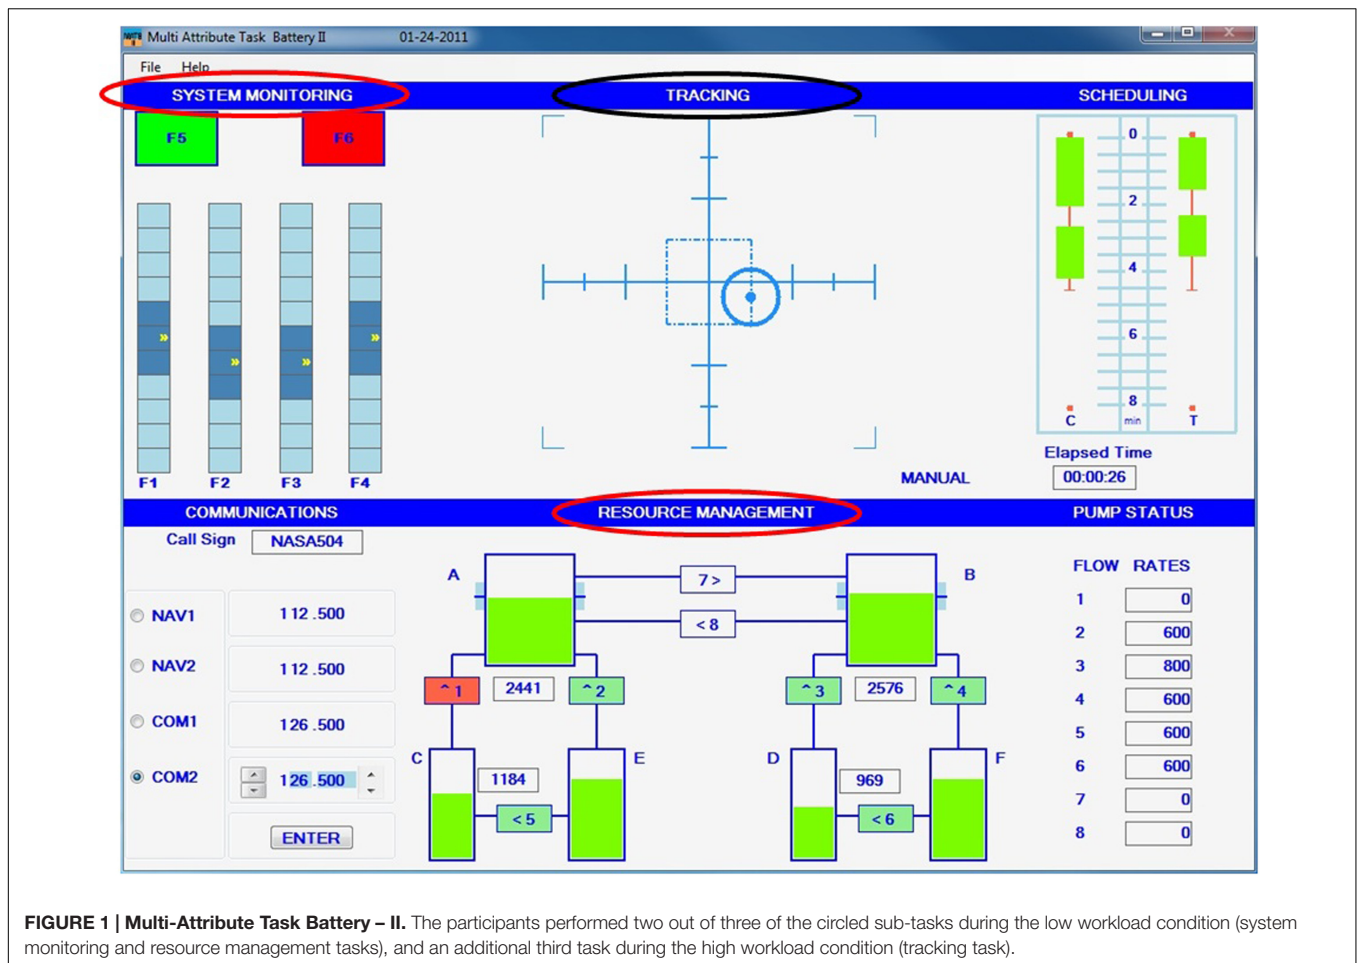 Multi Attribute Task Battery II 01-24-2011
File Help
SYSTEM MONITORING TRACKING SCHEDULING
F5 F6
0
2
4
6
8
C min T
F1 F2 F3 F4
Elapsed Time
MANUAL 00:00:26
COMMUNICATIONS RESOURCE MANAGEMENT PUMP STATUS
Call Sign NASA504
NAV1 112.500
NAV2 112.500
COM1 126.500
COM2 126.500
ENTER
A 7 > B
< 8
^ 1 2441 ^ 2 ^ 3 2576 ^ 4
C 1184 E D 969 F
< 5 < 6
FLOW RATES
1 0
2 600
3 800
4 600
5 600
6 600
7 0
8 0
FIGURE 1 | Multi-Attribute Task Battery – II. The participants performed two out of three of the circled sub-tasks during the low workload condition (system
monitoring and resource management tasks), and an additional third task during the high workload condition (tracking task).